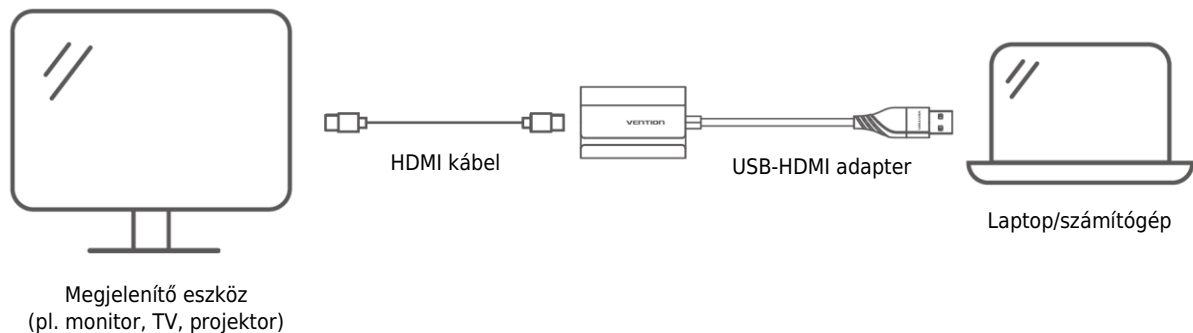 VENTION
HDMI kábel
USB-HDMI adapter
Laptop/számítógép
Megjelenítő eszköz
(pl. monitor, TV, projektor)